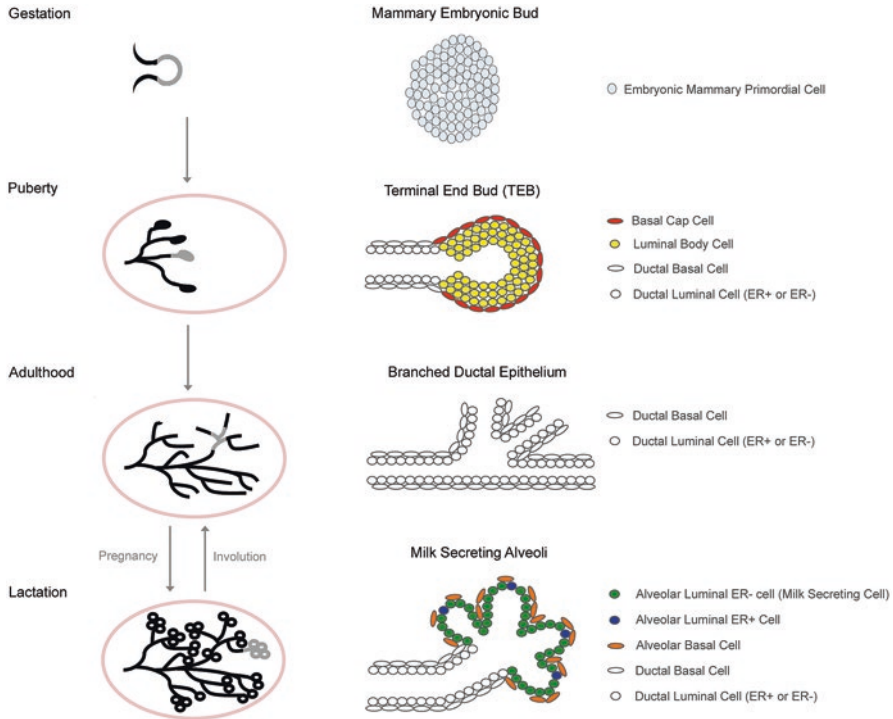 Gestation
Mammary Embryonic Bud
Embryonic Mammary Primordial Cell
Puberty
Terminal End Bud (TEB)
Basal Cap Cell
Luminal Body Cell
Ductal Basal Cell
Ductal Luminal Cell (ER+ or ER-)
Adulthood
Branched Ductal Epithelium
Ductal Basal Cell
Ductal Luminal Cell (ER+ or ER-)
Pregnancy
Involution
Lactation
Milk Secreting Alveoli
Alveolar Luminal ER- cell (Milk Secreting Cell)
Alveolar Luminal ER+ Cell
Alveolar Basal Cell
Ductal Basal Cell
Ductal Luminal Cell (ER+ or ER-)